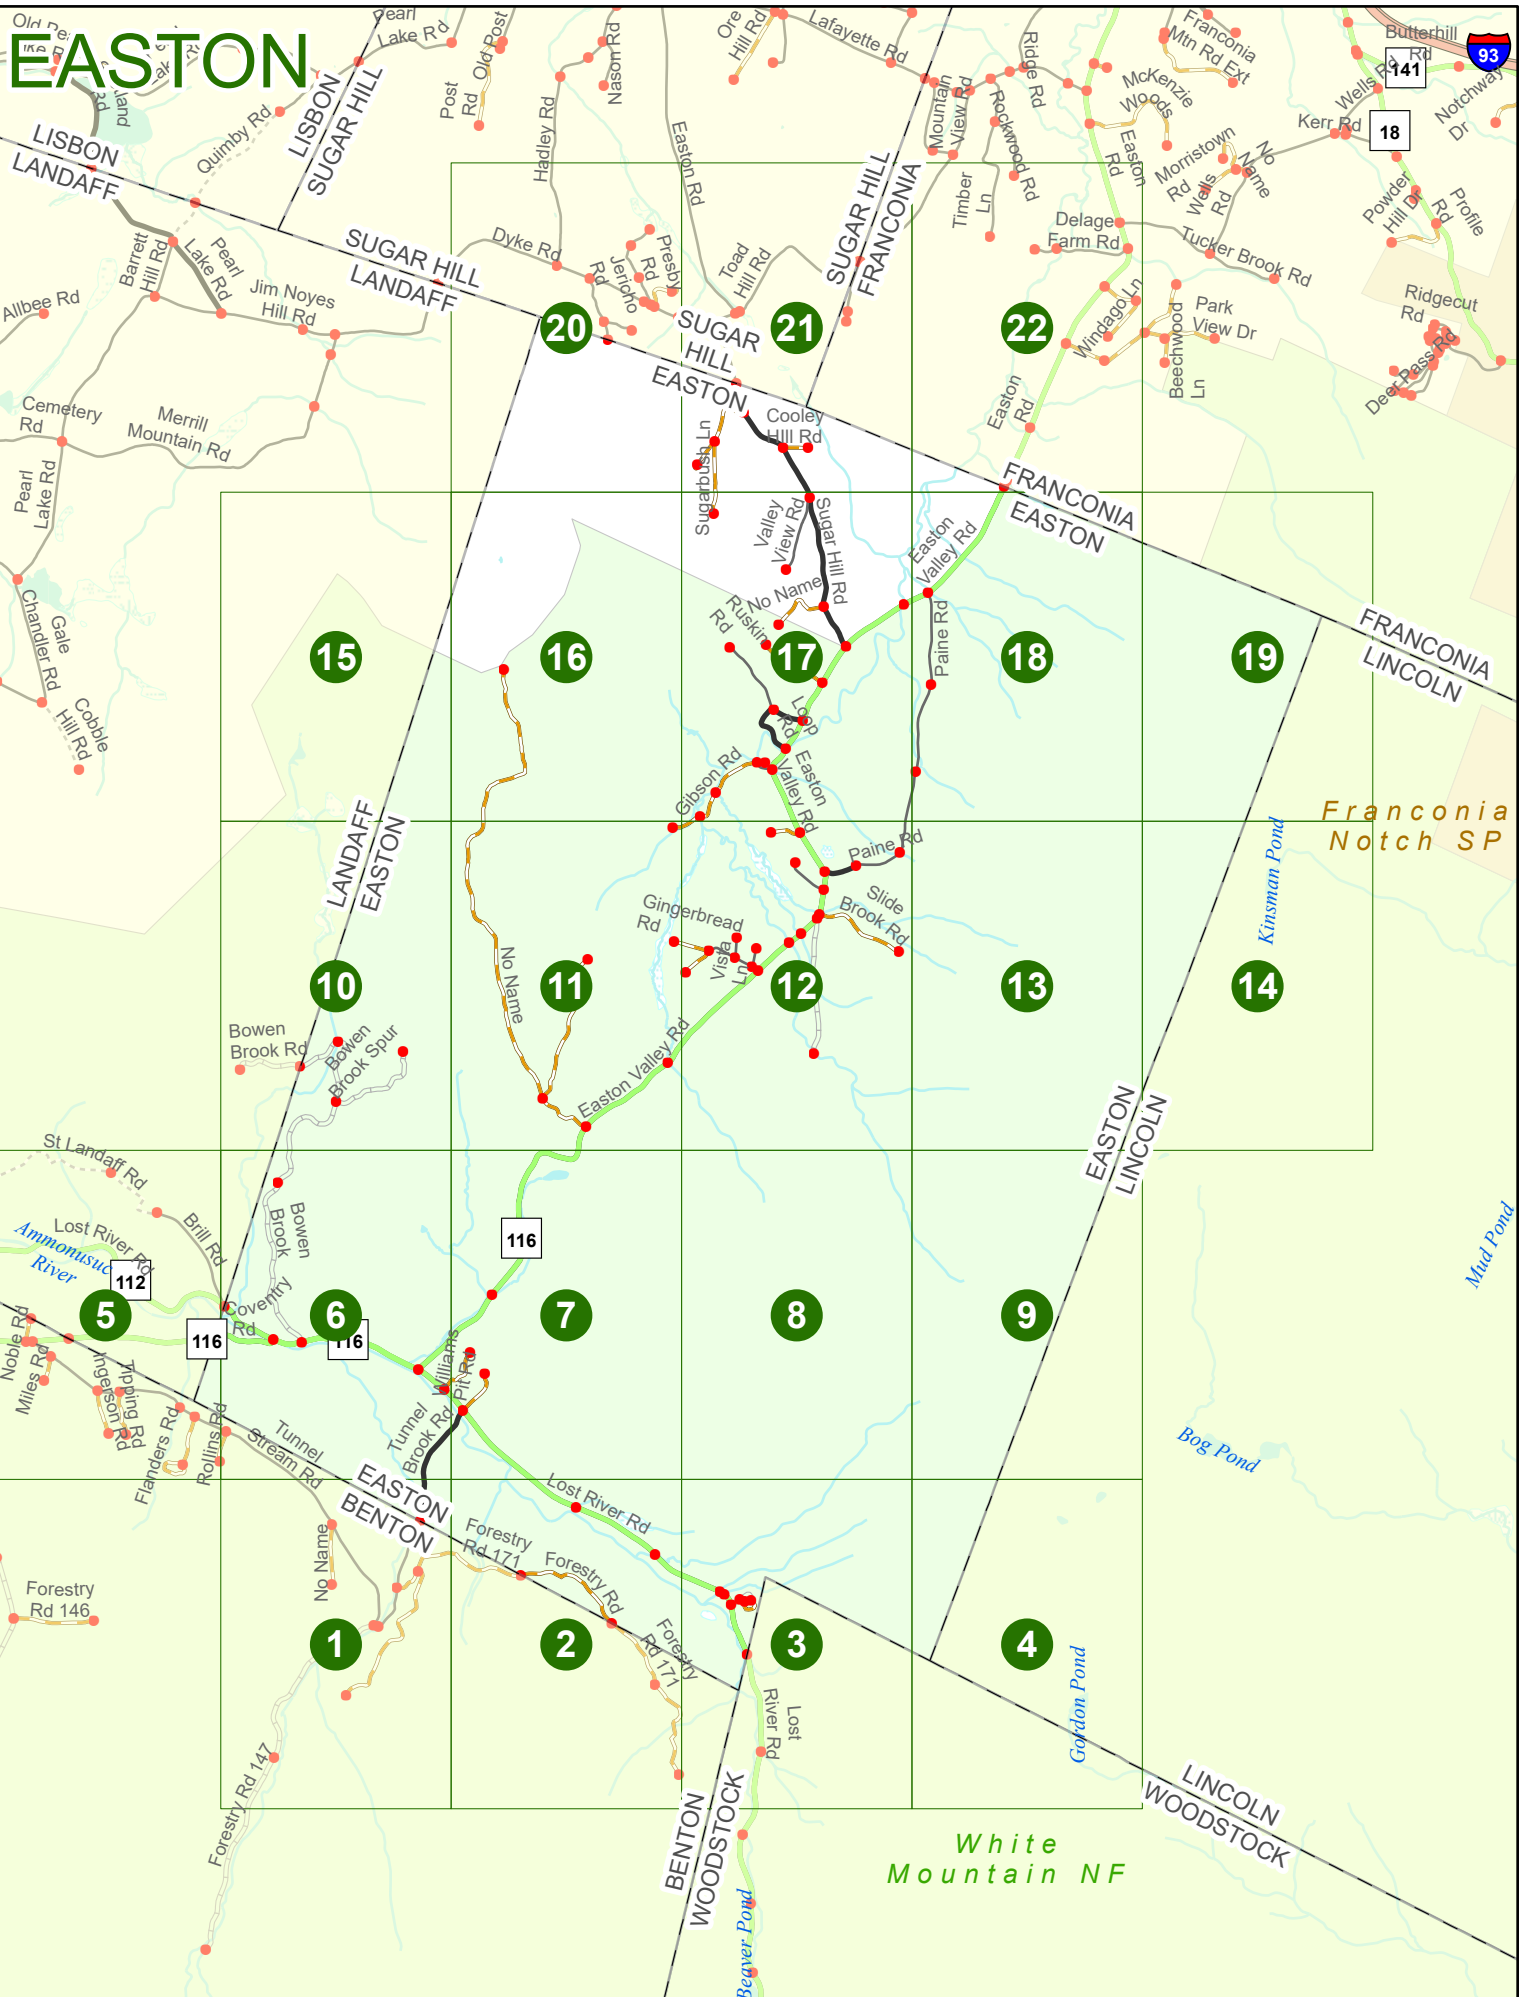 EASTON
Pearl
Lake Rd
Old Post
Post
Rd
Nason Rd
Ore
Hill Rd
Lafayette Rd
Ridge Rd
Franconia
Mtn Rd Ext
Butterhill
Rd
141
93
Wells Rd
Notchway
Dr
Kerr Rd
18
McKenzie
Woods
Mountain
View Rd
Rockwood Rd
Easton
Rd
Morristown
Rd
Wells
Rd
No
Name
Powder
Hill Dr
Profile
Rd
LISBON
LANDAFF
LISBON
SUGAR HILL
Quimby Rd
Hadley Rd
Easton Rd
SUGAR HILL
FRANCONIA
Timber
Ln
Delage
Farm Rd
Tucker Brook Rd
Barrett
Hill Rd
Pearl
Lake Rd
SUGAR HILL
LANDAFF
Dyke Rd
Rd
Jericho
Presby
Rd
Toad
Hill Rd
Allbee Rd
Jim Noyes
Hill Rd
Windago Ln
Park
View Dr
Beechwood
Ln
Ridgecut
Rd
Deer Pass Rd
20
21
22
SUGAR
HILL
EASTON
Cemetery
Rd
Merrill
Mountain Rd
Pearl
Lake Rd
Cooley
HIll Rd
Sugarbush Ln
Easton
Rd
FRANCONIA
EASTON
Valley
View Rd
Sugar Hill Rd
Easton
Valley Rd
No Name
Ruskin
Rd
Paine Rd
Gale
Chandler Rd
Cobble
Hill Rd
15
16
17
18
19
FRANCONIA
LINCOLN
Loop
Rd
Easton
Valley Rd
Gibson Rd
Franconia
Notch SP
Kinsman Pond
LANDAFF
EASTON
Paine Rd
Slide
Brook Rd
Gingerbread
Rd
Vista
Ln
No Name
10
11
12
13
14
Bowen
Brook Rd
Bowen
Brook Spur
Easton Valley Rd
EASTON
LINCOLN
St Landaff Rd
Lost River Rd
Brill Rd
Bowen
Brook
Ammonusuc
River
112
116
Mud Pond
Coventry
Rd
5
6
7
8
9
116
116
Noble Rd
Miles Rd
Ingerson Rd
Tipping Rd
Flanders Rd
Rollins Rd
Tunnel
Stream Rd
Williams
Pit Rd
Tunnel
Brook Rd
Bog Pond
EASTON
BENTON
Lost River Rd
No Name
Forestry
Rd 171
Forestry Rd
Forestry
Rd 146
Forestry
Rd 171
1
2
3
4
Lost
River Rd
Gordon Pond
Forestry Rd 147
BENTON
WOODSTOCK
LINCOLN
WOODSTOCK
White
Mountain NF
Beaver Pond